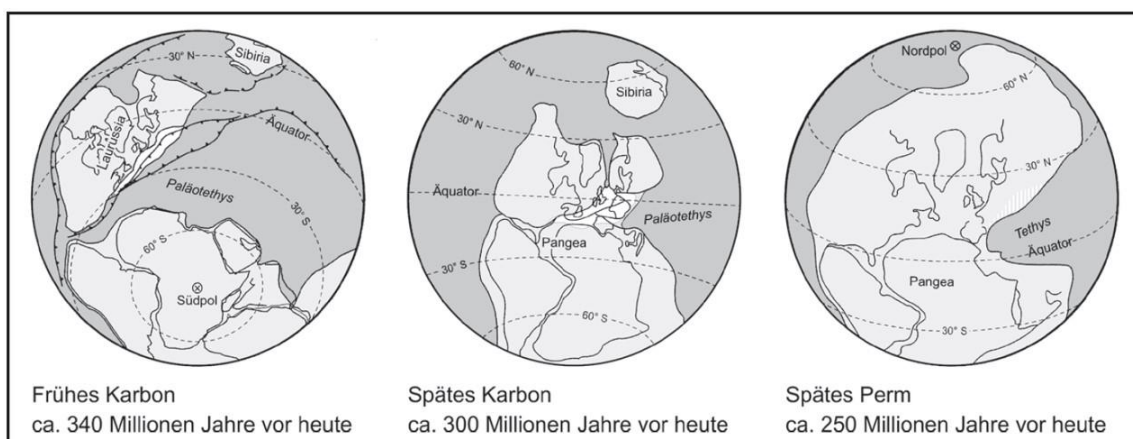 30° N
Sibiria
Laurussia
Äquator
Paläotethys
30° S
60° S
Südpol
Frühes Karbon
ca. 340 Millionen Jahre vor heute
60° N
Sibiria
30° N
Äquator
Paläotethys
Pangea
30° S
60° S
Spätes Karbon
ca. 300 Millionen Jahre vor heute
Nordpol
60° N
30° N
Tethys
Äquator
Pangea
30° S
Spätes Perm
ca. 250 Millionen Jahre vor heute